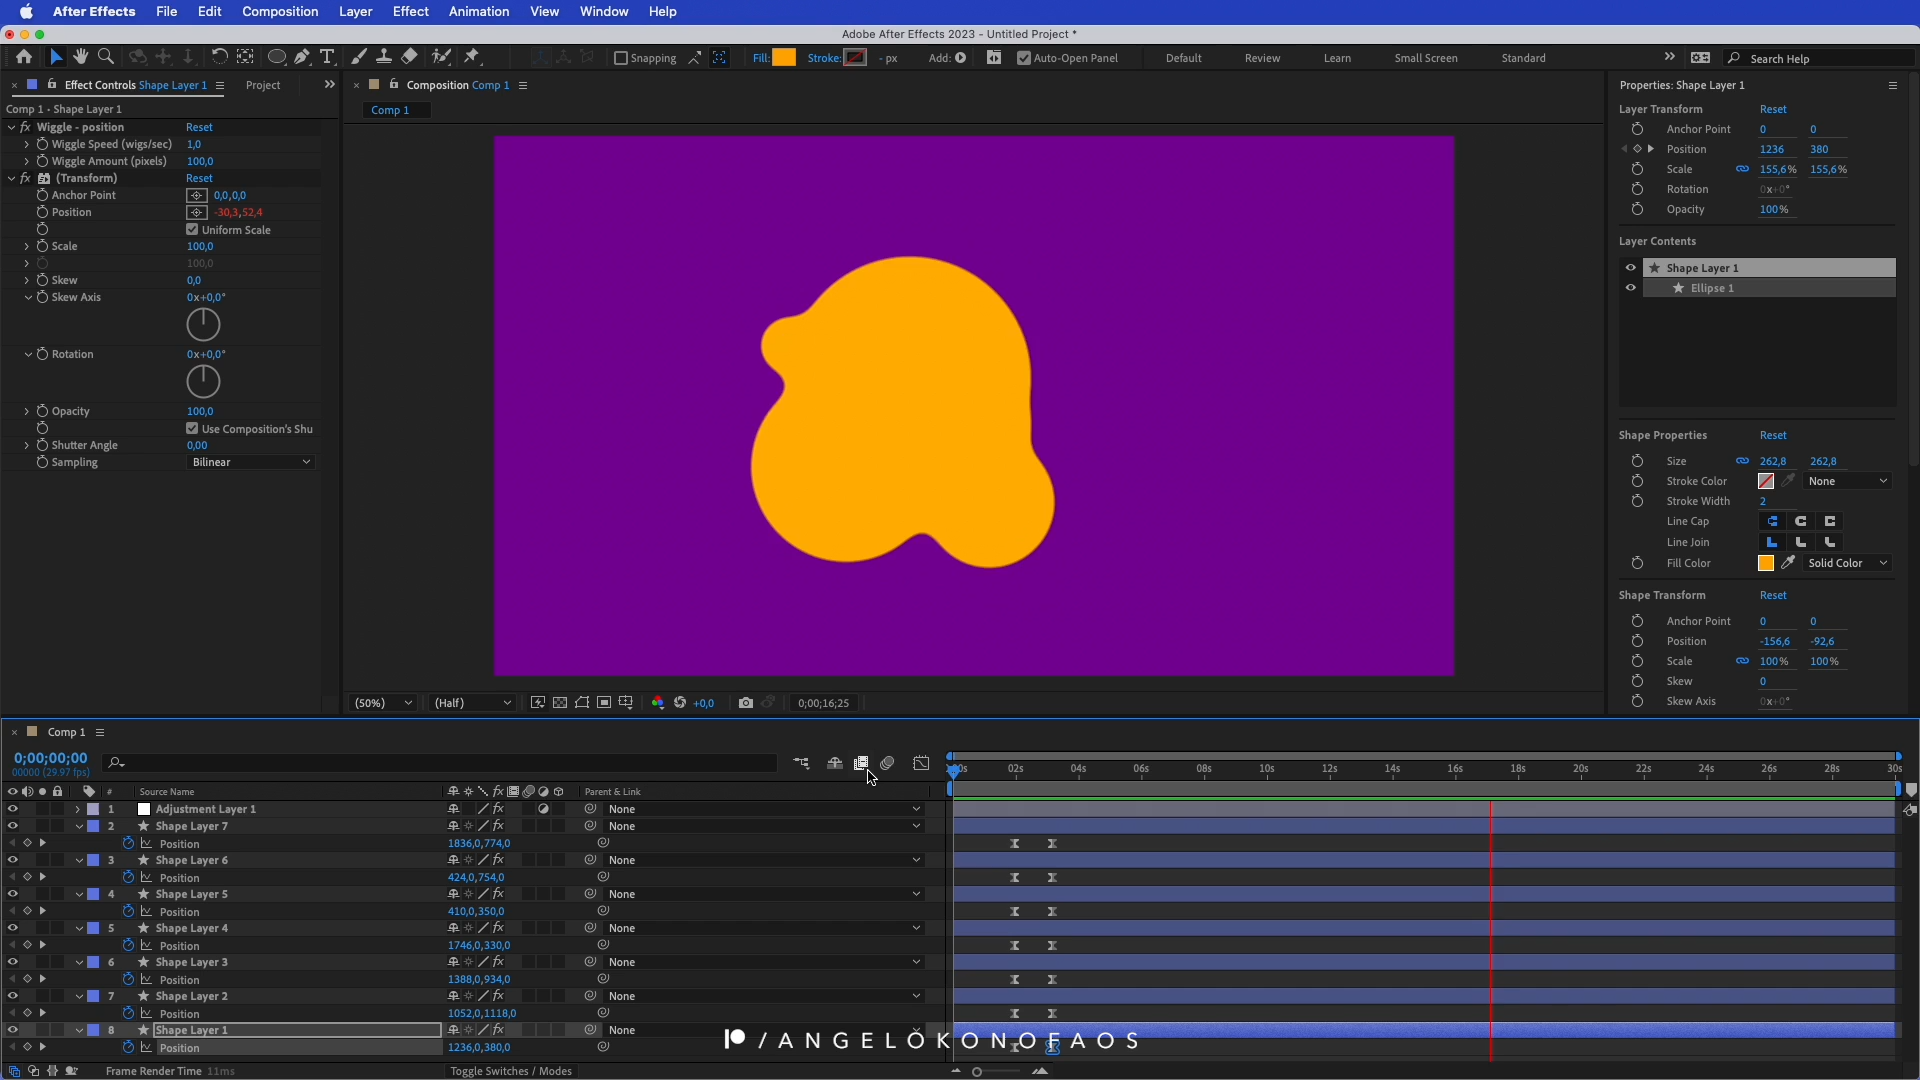 After Effects File Edit Composition Layer Effect Animation View Window Help
Adobe After Effects 2023 - Untitled Project *
Snapping Fill: Stroke: - px Add: Auto-Open Panel Default Review Learn Small Screen Standard Search Help
Effect Controls Shape Layer 1 Project
Comp 1 • Shape Layer 1
fx Wiggle - position Reset
Wiggle Speed (wigs/sec) 1,0
Wiggle Amount (pixels) 100,0
fx (Transform) Reset
Anchor Point 0,0,0,0
Position -30,3,52,4
Uniform Scale
Scale 100,0
100,0
Skew 0,0
Skew Axis 0x+0,0°
Rotation 0x+0,0°
Opacity 100,0
Use Composition's Shu
Shutter Angle 0,00
Sampling Bilinear
Composition Comp 1
Comp 1
(50%) (Half) +0,0 0;00;16;25
Properties: Shape Layer 1
Layer Transform Reset
Anchor Point 0 0
Position 1236 380
Scale 155,6% 155,6%
Rotation 0x+0°
Opacity 100%
Layer Contents
Shape Layer 1
Ellipse 1
Shape Properties Reset
Size 262,8 262,8
Stroke Color None
Stroke Width 2
Line Cap
Line Join
Fill Color Solid Color
Shape Transform Reset
Anchor Point 0 0
Position -156,6 -92,6
Scale 100% 100%
Skew 0
Skew Axis 0x+0°
Comp 1
0;00;00;00
00000 (29.97 fps)
02s 04s 06s 08s 10s 12s 14s 16s 18s 20s 22s 24s 26s 28s 30s
# Source Name fx Parent & Link
1 Adjustment Layer 1 None
2 Shape Layer 7 fx None
Position 1836,0,774,0
3 Shape Layer 6 fx None
Position 424,0,754,0
4 Shape Layer 5 fx None
Position 410,0,350,0
5 Shape Layer 4 fx None
Position 1746,0,330,0
6 Shape Layer 3 fx None
Position 1388,0,934,0
7 Shape Layer 2 fx None
Position 1052,0,1118,0
8 Shape Layer 1 fx None
Position 1236,0,380,0
/ANGELOKONOFAOS
Frame Render Time 11ms Toggle Switches / Modes